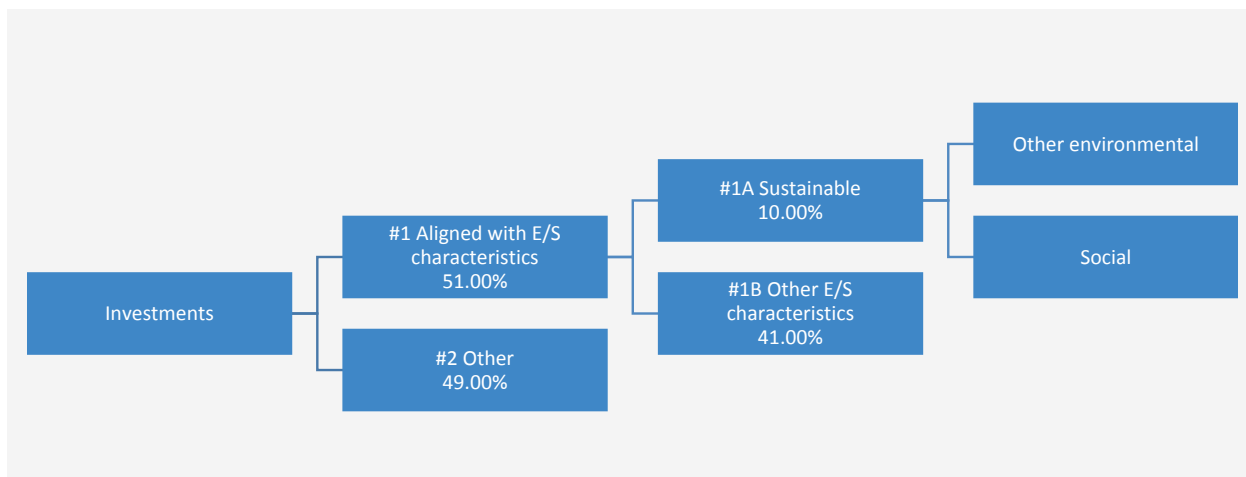 Investments
#1 Aligned with E/S
characteristics
51.00%
#2 Other
49.00%
#1A Sustainable
10.00%
#1B Other E/S
characteristics
41.00%
Other environmental
Social